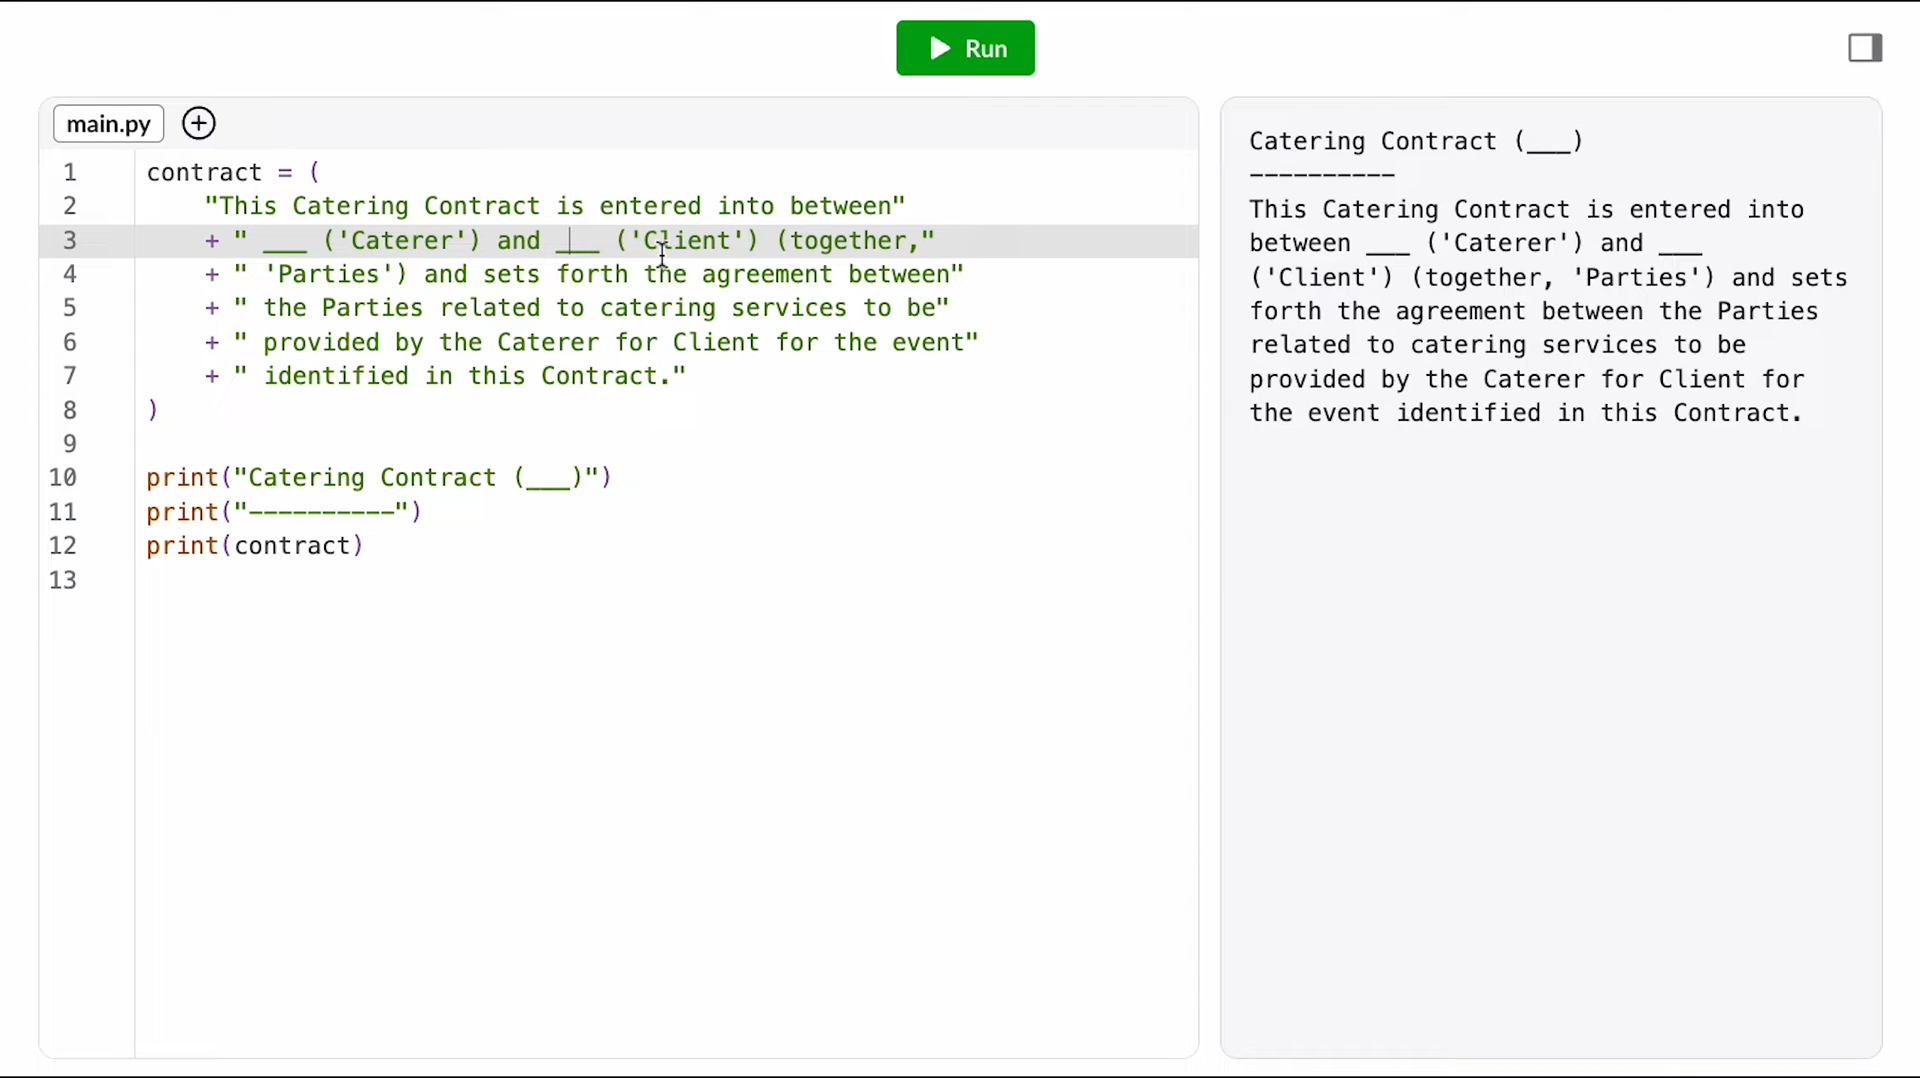 Run
main.py
1 contract = (
2 "This Catering Contract is entered into between"
3 + " ___ ('Caterer') and ___ ('Client') (together,"
4 + " 'Parties') and sets forth the agreement between"
5 + " the Parties related to catering services to be"
6 + " provided by the Caterer for Client for the event"
7 + " identified in this Contract."
8 )
9
10 print("Catering Contract (___)")
11 print("----------")
12 print(contract)
13
Catering Contract (___)
----------
This Catering Contract is entered into
between ___ ('Caterer') and ___
('Client') (together, 'Parties') and sets
forth the agreement between the Parties
related to catering services to be
provided by the Caterer for Client for
the event identified in this Contract.